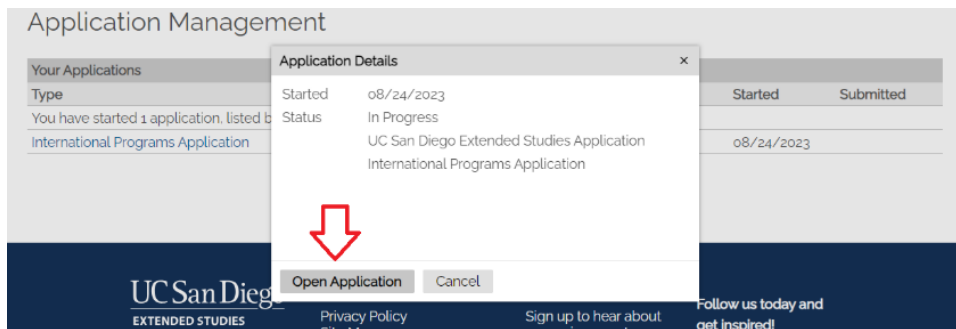 Application Management
Your Applications
Type Started Submitted
You have started 1 application, listed b
International Programs Application 08/24/2023
Application Details ×
Started 08/24/2023
Status In Progress
UC San Diego Extended Studies Application
International Programs Application
Open Application Cancel
UC San Dieg
EXTENDED STUDIES
Privacy Policy
Sign up to hear about
Follow us today and
get inspired!